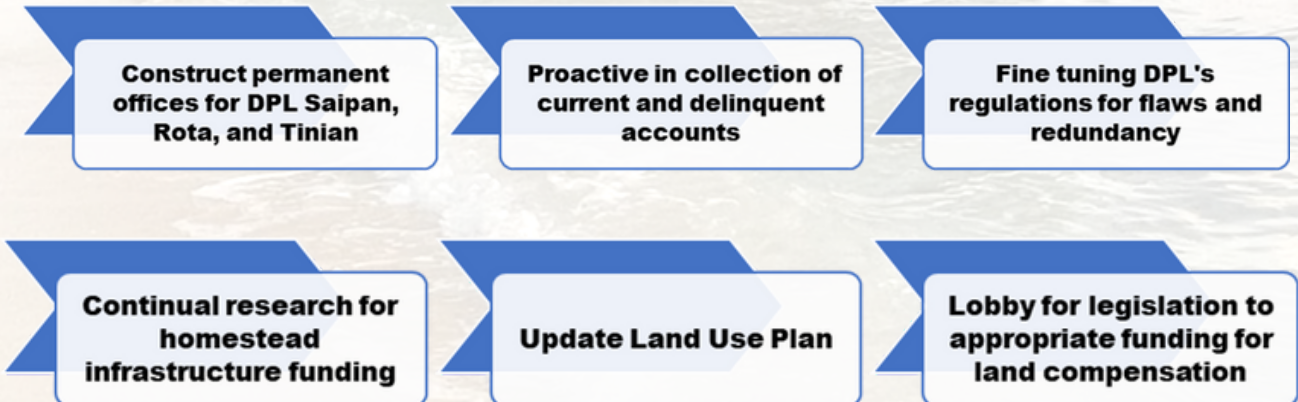 Construct permanent
offices for DPL Saipan,
Rota, and Tinian
Proactive in collection of
current and delinquent
accounts
Fine tuning DPL's
regulations for flaws and
redundancy
Continual research for
homestead
infrastructure funding
Update Land Use Plan
Lobby for legislation to
appropriate funding for
land compensation